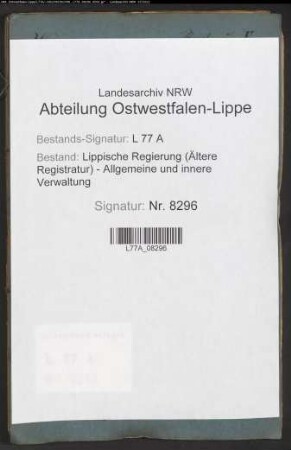 Landesarchiv NRW
Abteilung Ostwestfalen-Lippe
Bestands-Signatur: L 77 A
Bestand: Lippische Regierung (Ältere
Registratur) - Allgemeine und innere
Verwaltung
Signatur: Nr. 8296
L77A_08296